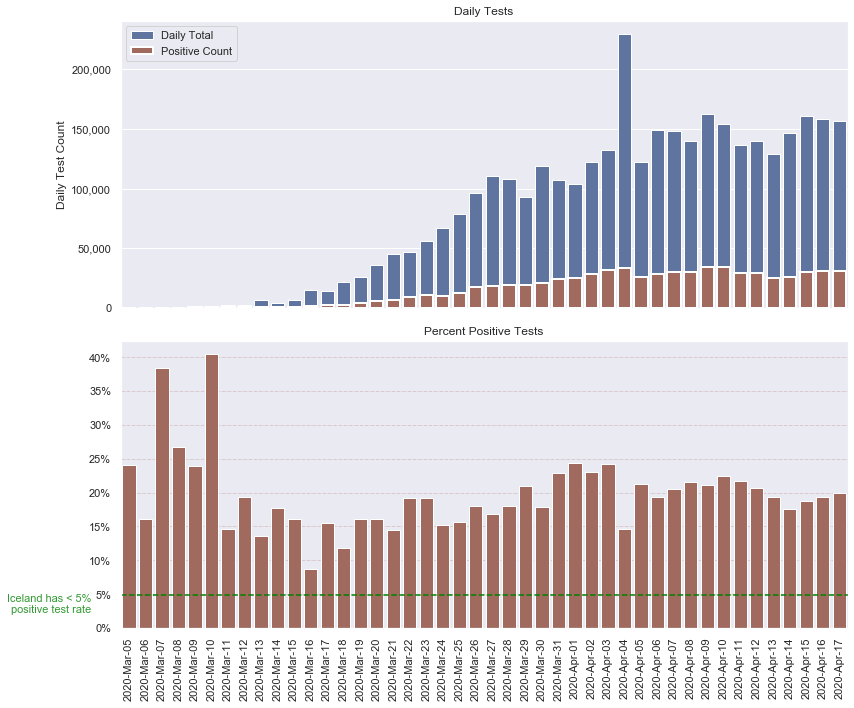 Daily Tests
Daily Total
Positive Count
200,000
150,000
100,000
50,000
0
Daily Test Count
Percent Positive Tests
40%
35%
30%
25%
20%
15%
10%
5%
0%
Iceland has < 5%
positive test rate
2020-Mar-05
2020-Mar-06
2020-Mar-07
2020-Mar-08
2020-Mar-09
2020-Mar-10
2020-Mar-11
2020-Mar-12
2020-Mar-13
2020-Mar-14
2020-Mar-15
2020-Mar-16
2020-Mar-17
2020-Mar-18
2020-Mar-19
2020-Mar-20
2020-Mar-21
2020-Mar-22
2020-Mar-23
2020-Mar-24
2020-Mar-25
2020-Mar-26
2020-Mar-27
2020-Mar-28
2020-Mar-29
2020-Mar-30
2020-Mar-31
2020-Apr-01
2020-Apr-02
2020-Apr-03
2020-Apr-04
2020-Apr-05
2020-Apr-06
2020-Apr-07
2020-Apr-08
2020-Apr-09
2020-Apr-10
2020-Apr-11
2020-Apr-12
2020-Apr-13
2020-Apr-14
2020-Apr-15
2020-Apr-16
2020-Apr-17